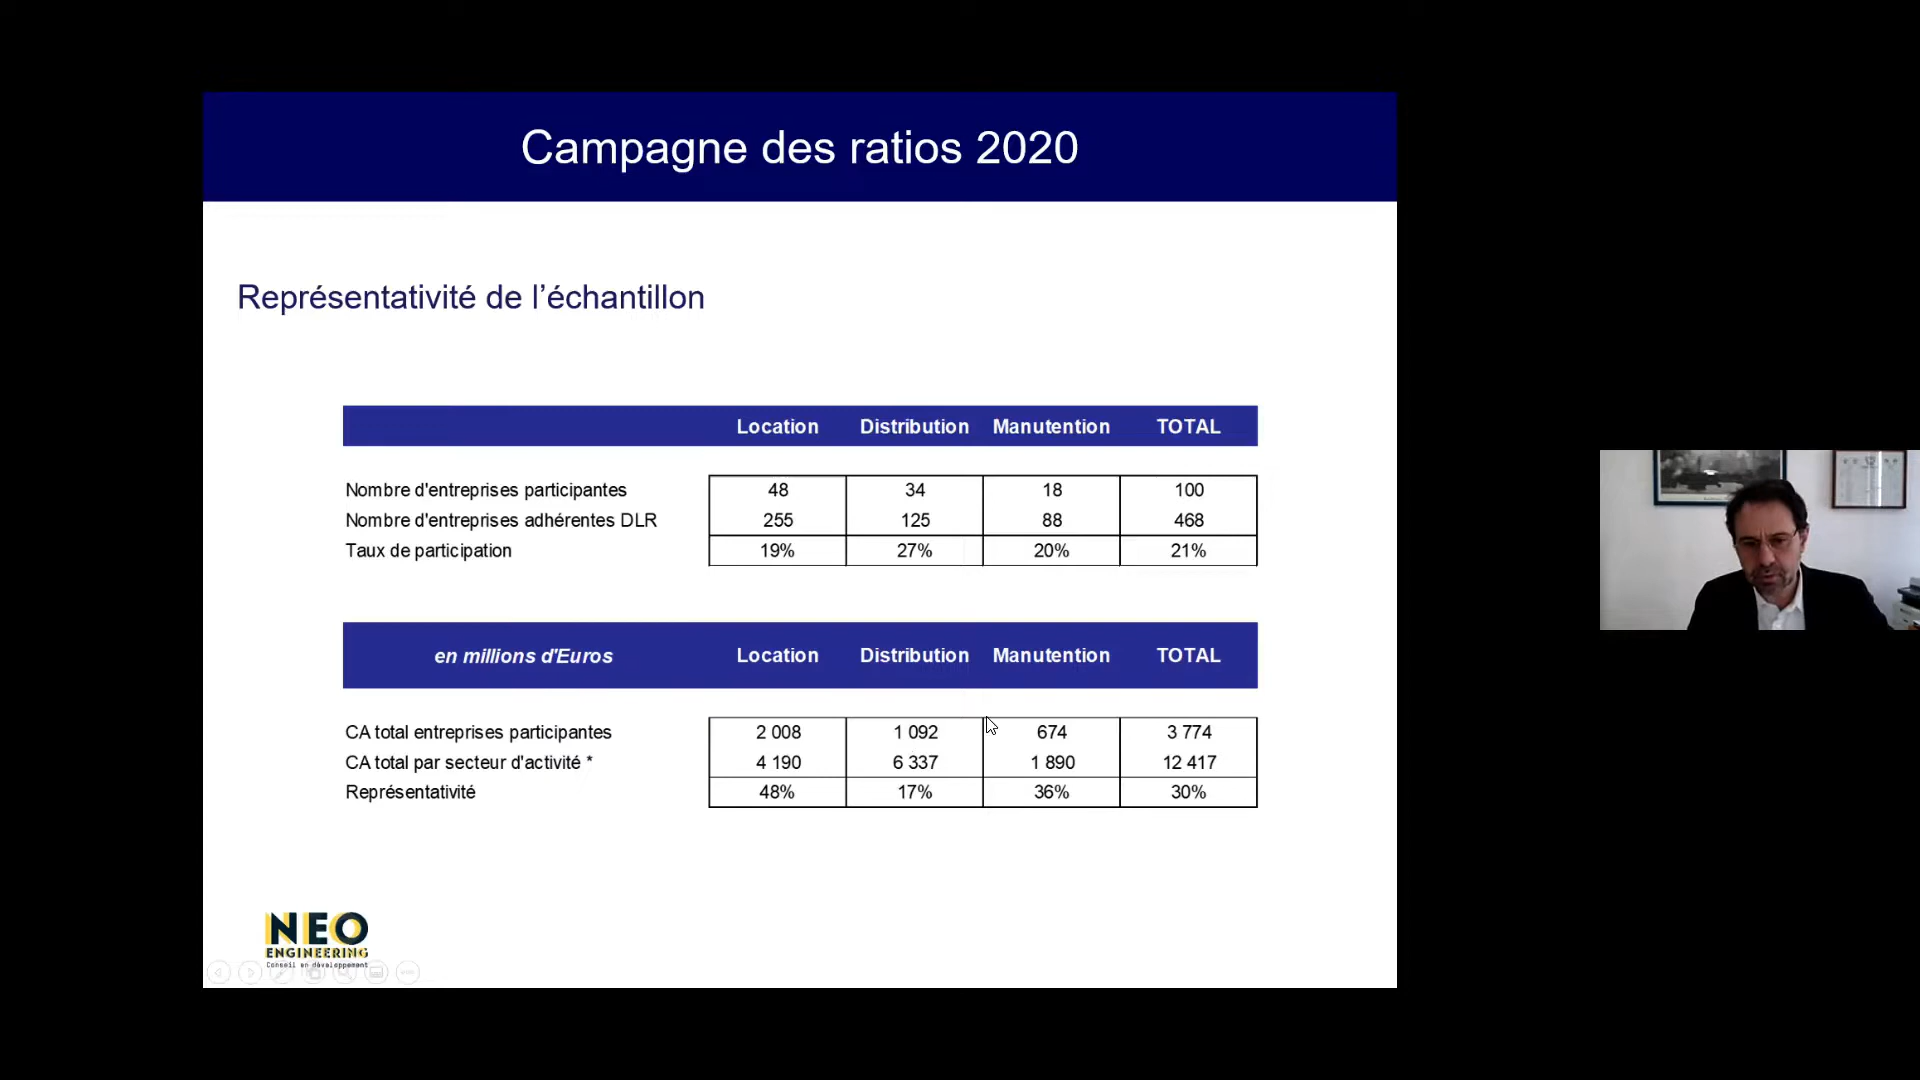 Campagne des ratios 2020
Représentativité de l’échantillon
Location Distribution Manutention TOTAL
Nombre d'entreprises participantes 48 34 18 100
Nombre d'entreprises adhérentes DLR 255 125 88 468
Taux de participation 19% 27% 20% 21%
en millions d'Euros Location Distribution Manutention TOTAL
CA total entreprises participantes 2 008 1 092 674 3 774
CA total par secteur d'activité * 4 190 6 337 1 890 12 417
Représentativité 48% 17% 36% 30%
NEO
ENGINEERING
Conseil en développement